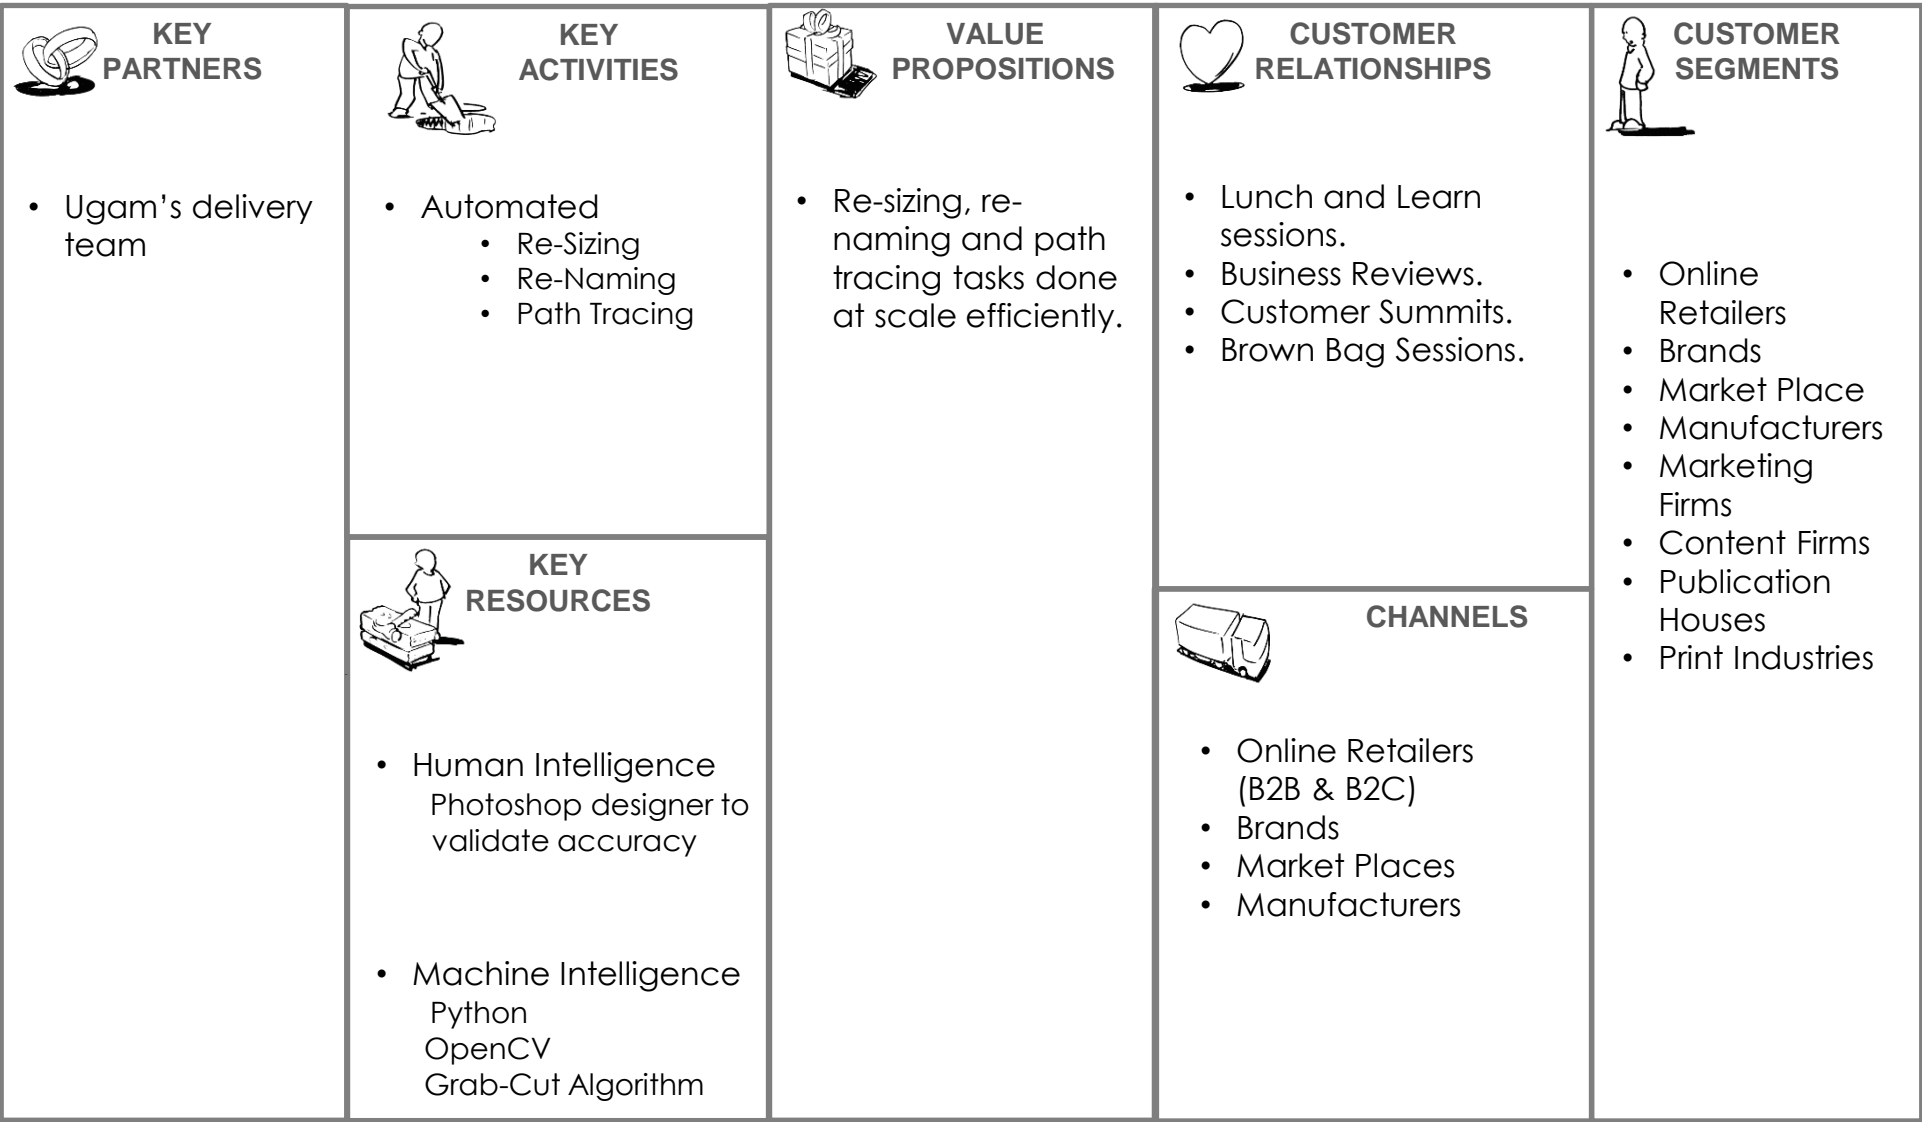 KEY
PARTNERS
• Ugam’s delivery
team
KEY
ACTIVITIES
• Automated
• Re-Sizing
• Re-Naming
• Path Tracing
KEY
RESOURCES
• Human Intelligence
Photoshop designer to
validate accuracy
• Machine Intelligence
Python
OpenCV
Grab-Cut Algorithm
VALUE
PROPOSITIONS
• Re-sizing, re-
naming and path
tracing tasks done
at scale efficiently.
CUSTOMER
RELATIONSHIPS
• Lunch and Learn
sessions.
• Business Reviews.
• Customer Summits.
• Brown Bag Sessions.
CHANNELS
• Online Retailers
(B2B & B2C)
• Brands
• Market Places
• Manufacturers
CUSTOMER
SEGMENTS
• Online
Retailers
• Brands
• Market Place
• Manufacturers
• Marketing
Firms
• Content Firms
• Publication
Houses
• Print Industries